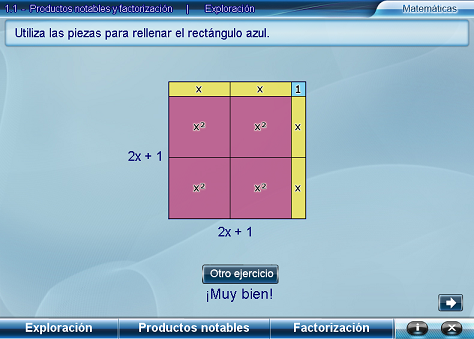 1.1 - Productos notables y factorización | Exploración Matemáticas
Utiliza las piezas para rellenar el rectángulo azul.
x x 1
x² x² x
2x + 1
x² x² x
2x + 1
Otro ejercicio
¡Muy bien!
Exploración Productos notables Factorización